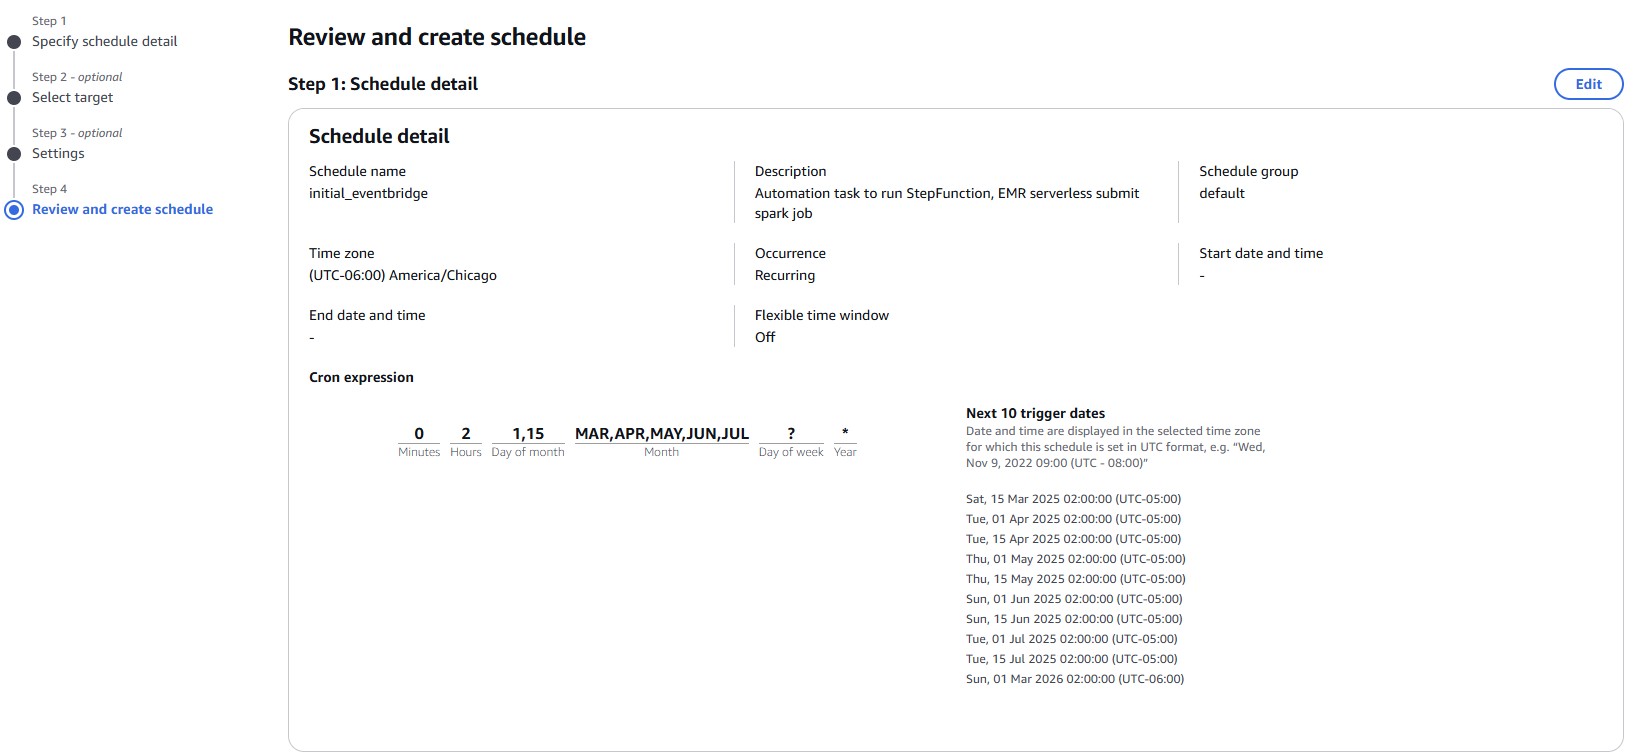 Step 1
Specify schedule detail
Step 2 - optional
Select target
Step 3 - optional
Settings
Step 4
Review and create schedule
Review and create schedule
Step 1: Schedule detail
Edit
Schedule detail
Schedule name
initial_eventbridge
Description
Automation task to run StepFunction, EMR serverless submit
spark job
Schedule group
default
Time zone
(UTC-06:00) America/Chicago
Occurrence
Recurring
Start date and time
-
End date and time
-
Flexible time window
Off
Cron expression
0 2 1,15 MAR,APR,MAY,JUN,JUL ? *
Minutes Hours Day of month Month Day of week Year
Next 10 trigger dates
Date and time are displayed in the selected time zone
for which this schedule is set in UTC format, e.g. “Wed,
Nov 9, 2022 09:00 (UTC - 08:00)”
Sat, 15 Mar 2025 02:00:00 (UTC-05:00)
Tue, 01 Apr 2025 02:00:00 (UTC-05:00)
Tue, 15 Apr 2025 02:00:00 (UTC-05:00)
Thu, 01 May 2025 02:00:00 (UTC-05:00)
Thu, 15 May 2025 02:00:00 (UTC-05:00)
Sun, 01 Jun 2025 02:00:00 (UTC-05:00)
Sun, 15 Jun 2025 02:00:00 (UTC-05:00)
Tue, 01 Jul 2025 02:00:00 (UTC-05:00)
Tue, 15 Jul 2025 02:00:00 (UTC-05:00)
Sun, 01 Mar 2026 02:00:00 (UTC-06:00)